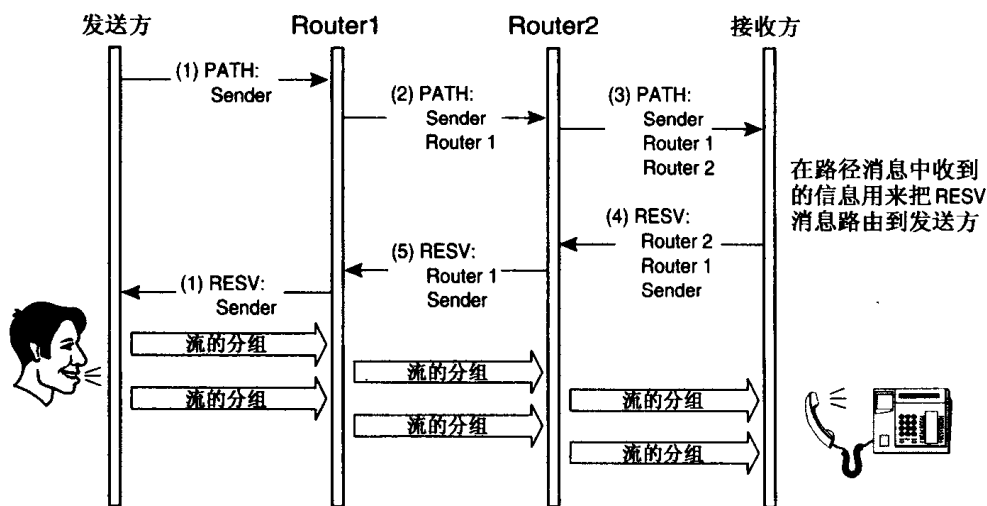 发送方
Router1
Router2
接收方
(1) PATH:
Sender
(2) PATH:
Sender
Router 1
(3) PATH:
Sender
Router 1
Router 2
在路径消息中收到
的信息用来把RESV
消息路由到发送方
(4) RESV:
Router 2
Router 1
Sender
(5) RESV:
Router 1
Sender
(1) RESV:
Sender
流的分组
流的分组
流的分组
流的分组
流的分组
流的分组